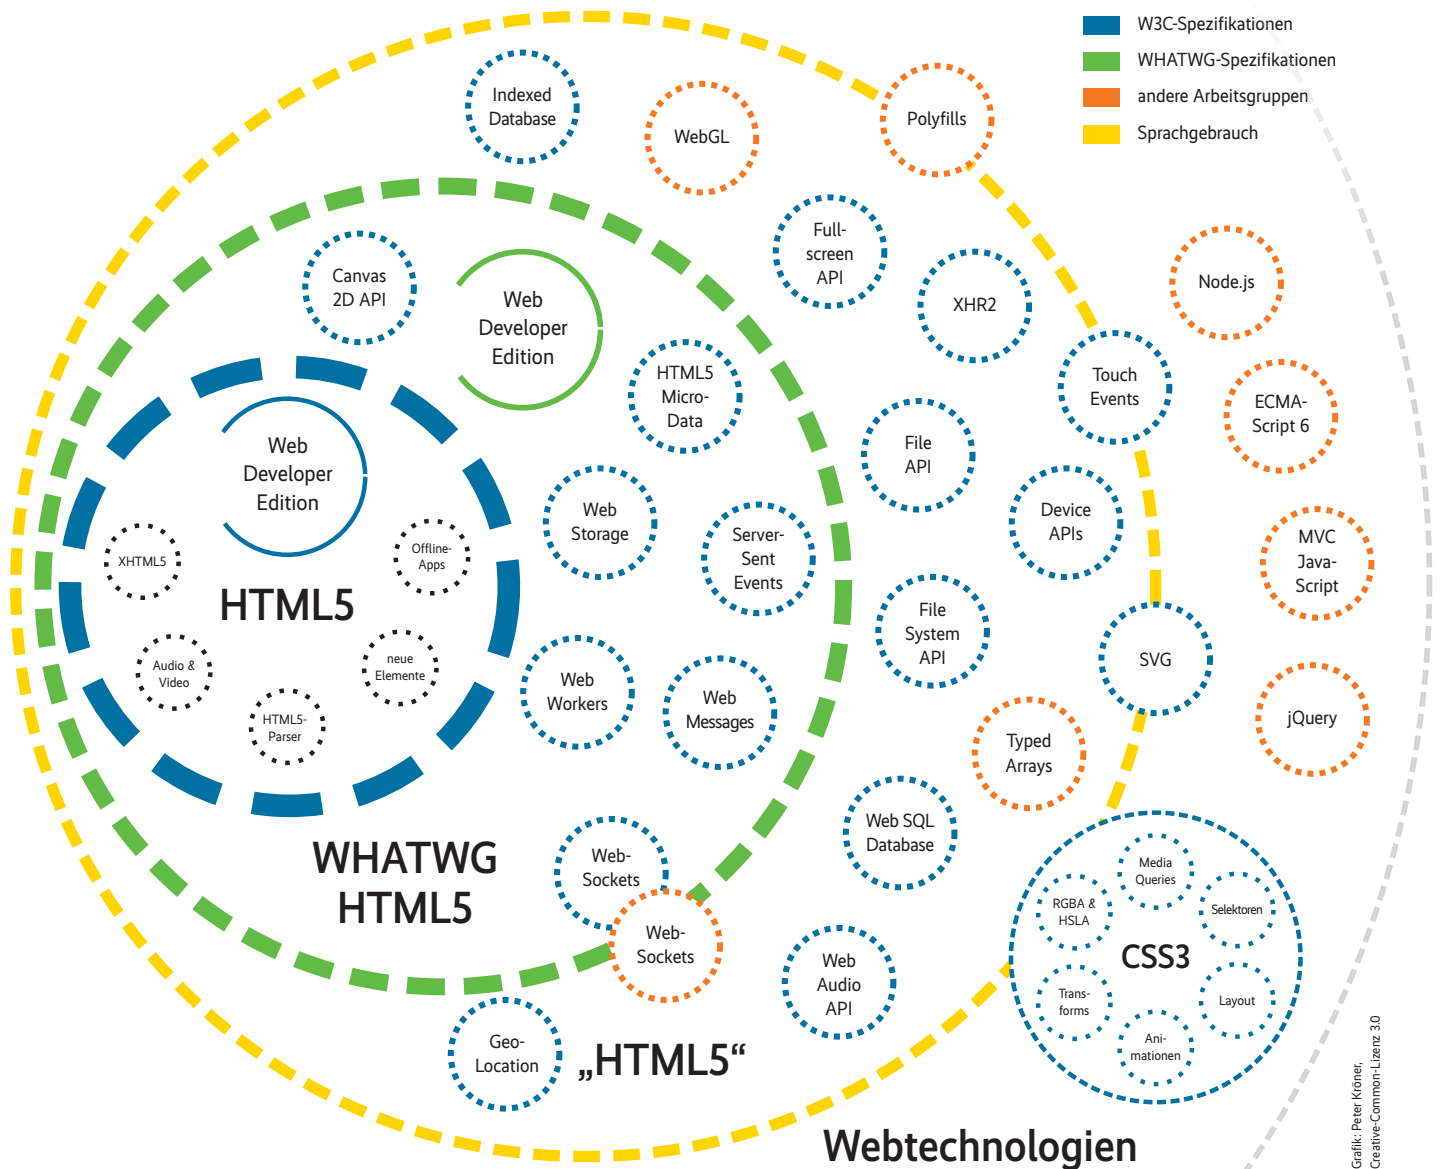 W3C-Spezifikationen
WHATWG-Spezifikationen
andere Arbeitsgruppen
Sprachgebrauch
Indexed
Database
WebGL
Polyfills
Full-
screen
API
XHR2
Node.js
Canvas
2D API
Web
Developer
Edition
HTML5
Micro-
Data
Touch
Events
ECMA-
Script 6
Web
Developer
Edition
File
API
Web
Storage
Server-
Sent
Events
Device
APIs
MVC
Java-
Script
XHTML5
Offline-
Apps
HTML5
File
System
API
SVG
Audio &
Video
neue
Elemente
HTML5-
Parser
Web
Workers
Web
Messages
Typed
Arrays
jQuery
WHATWG
HTML5
Web-
Sockets
Web-
Sockets
Web SQL
Database
Web
Audio
API
Geo-
Location
„HTML5“
Media
Queries
RGBA &
HSLA
Selektoren
CSS3
Trans-
forms
Layout
Ani-
mationen
Webtechnologien
Grafik: Peter Kröner,
Creative-Common-Lizenz 3.0